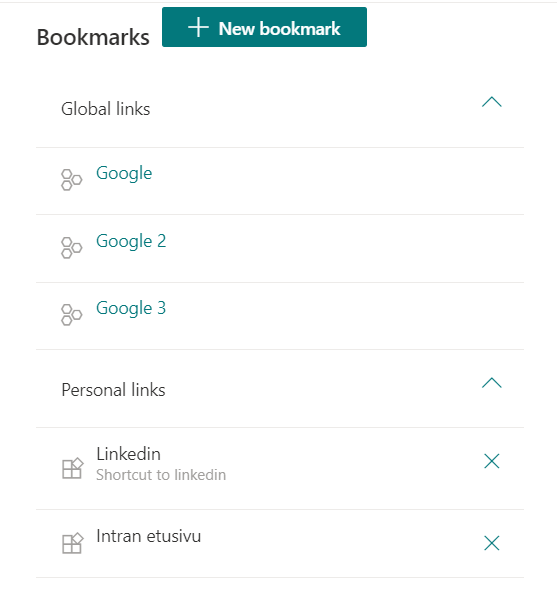 Bookmarks
New bookmark
Global links
Google
Google 2
Google 3
Personal links
Linkedin
Shortcut to linkedin
Intran etusivu